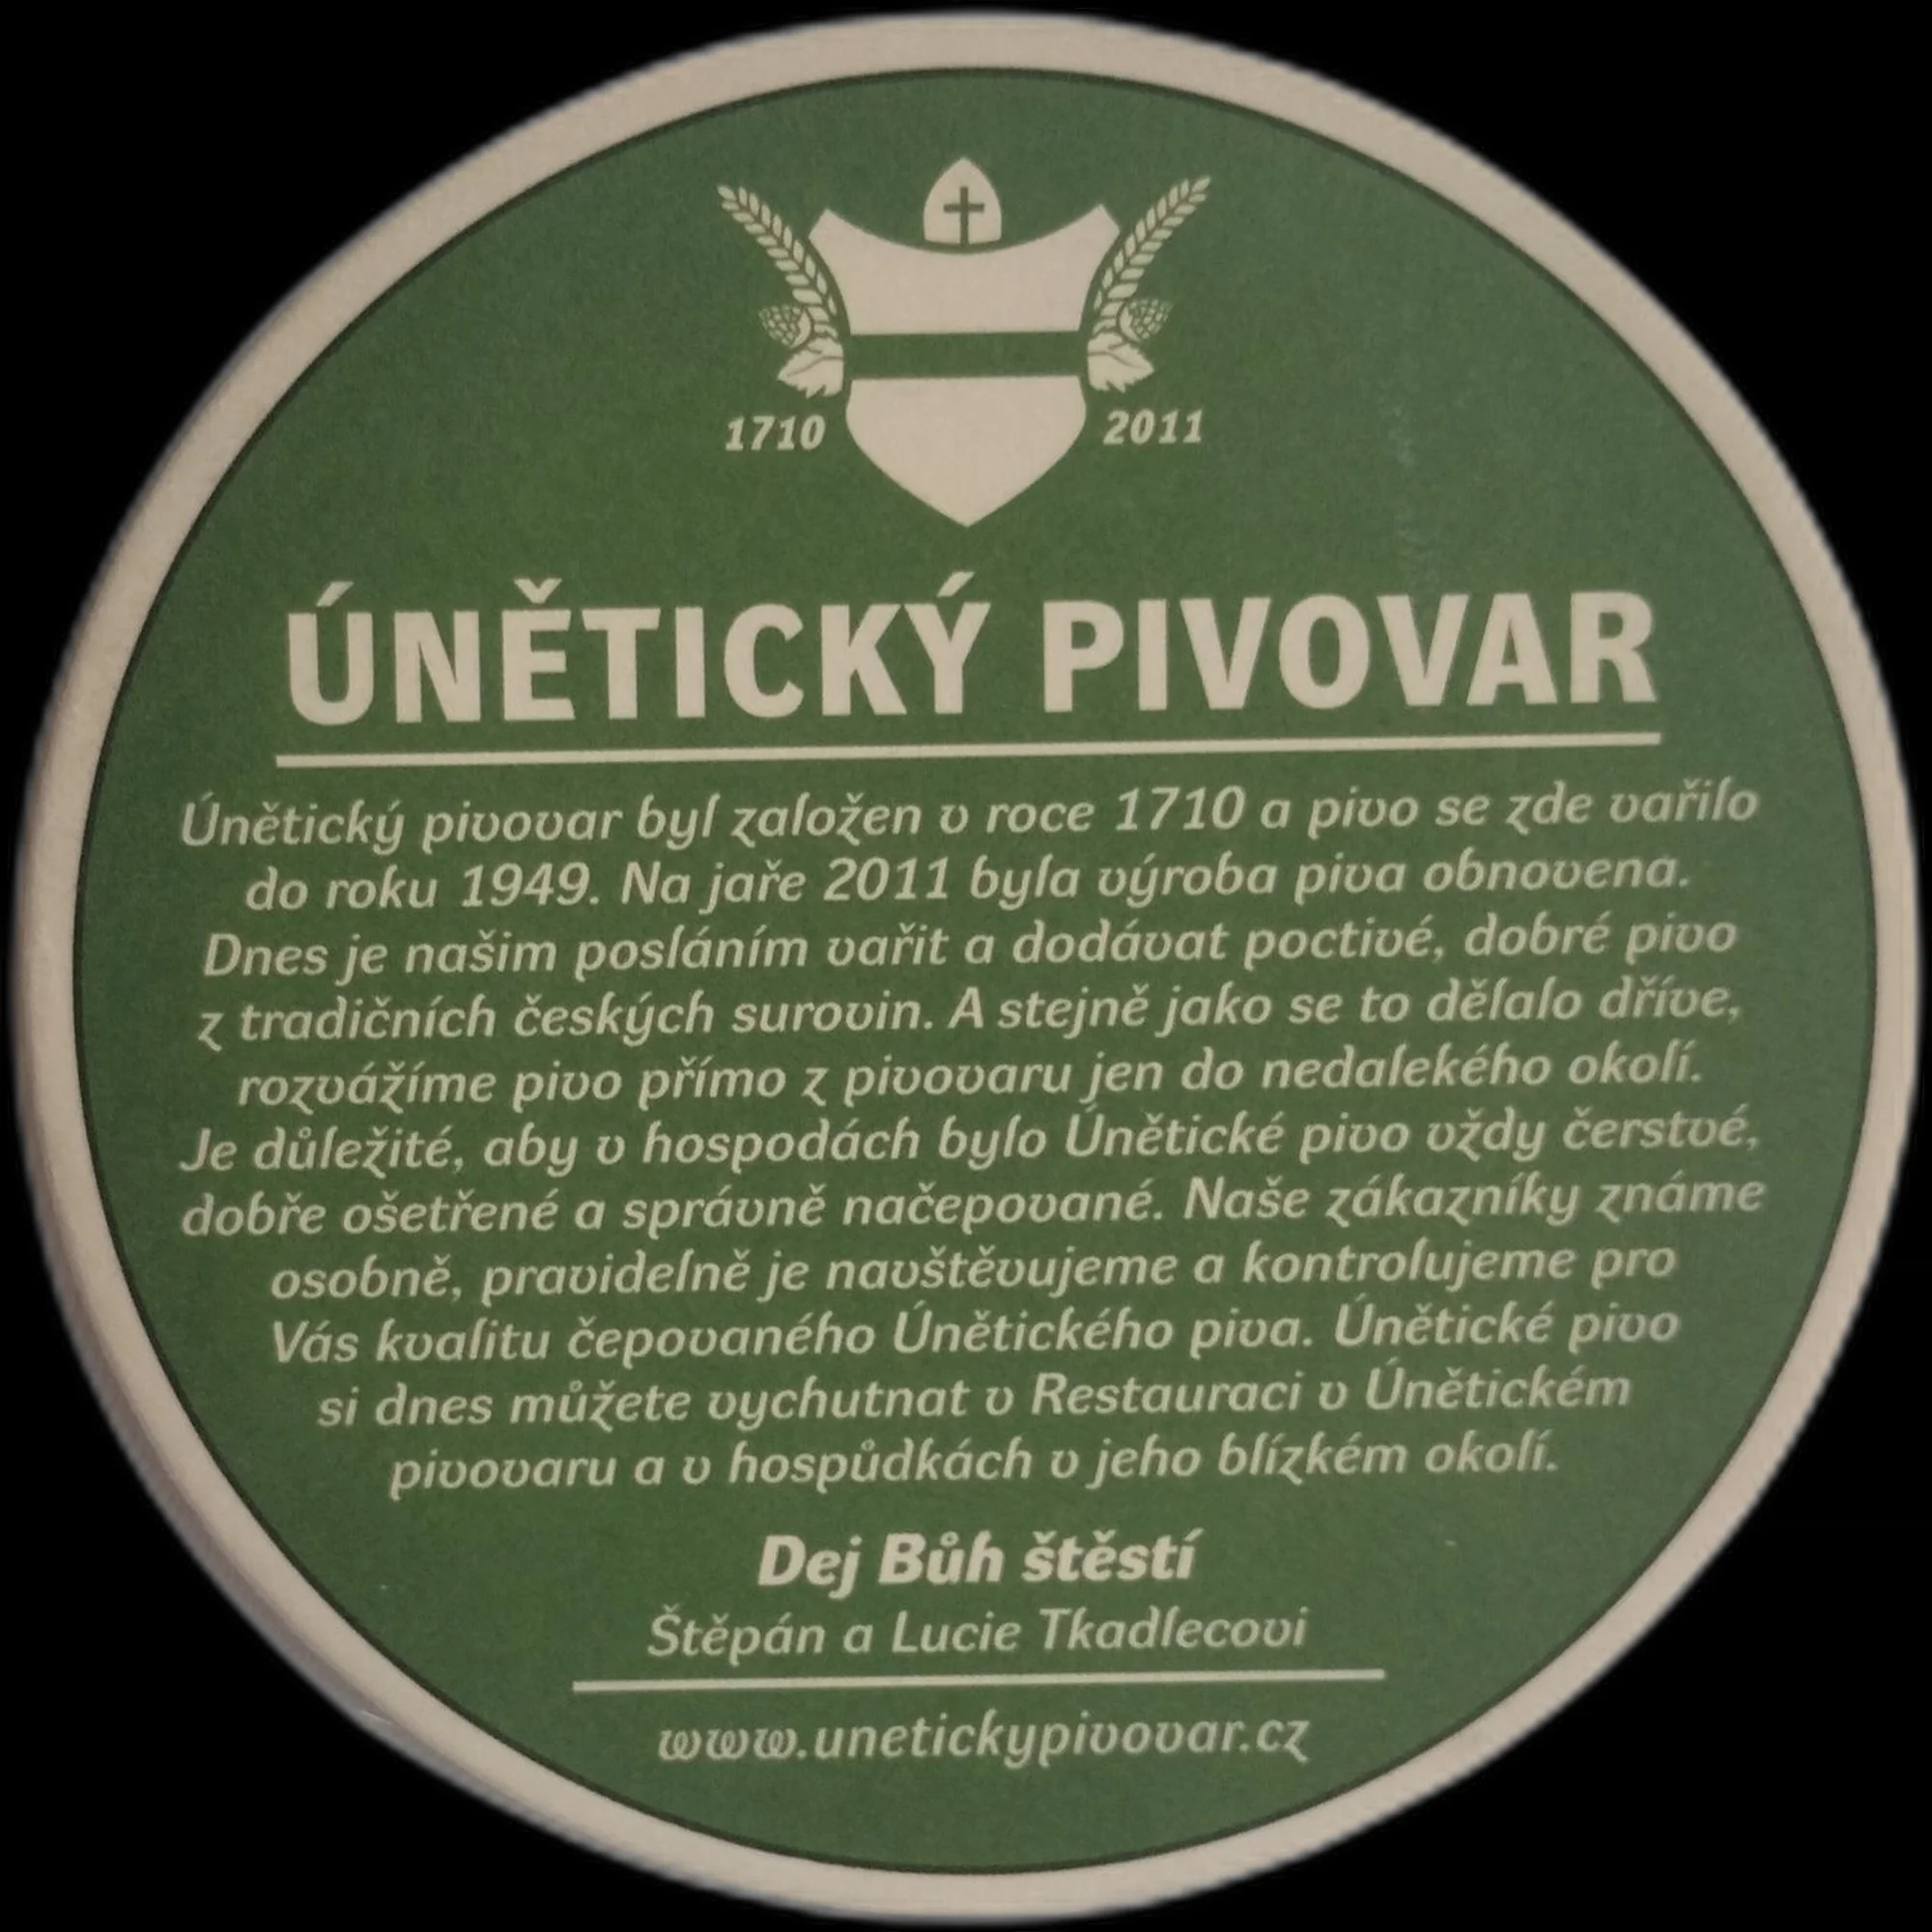 1710 2011
ÚNĚTICKÝ PIVOVAR
Únětický pivovar byl založen v roce 1710 a pivo se zde vařilo
do roku 1949. Na jaře 2011 byla výroba piva obnovena.
Dnes je našim posláním vařit a dodávat poctivé, dobré pivo
z tradičních českých surovin. A stejně jako se to dělalo dříve,
rozvážíme pivo přímo z pivovaru jen do nedalekého okolí.
Je důležité, aby v hospodách bylo Únětické pivo vždy čerstvé,
dobře ošetřené a správně načepované. Naše zákazníky známe
osobně, pravidelně je navštěvujeme a kontrolujeme pro
Vás kvalitu čepovaného Únětického piva. Únětické pivo
si dnes můžete vychutnat v Restauraci v Únětickém
pivovaru a v hospůdkách v jeho blízkém okolí.
Dej Bůh štěstí
Štěpán a Lucie Tkadlecovi
www.unetickypivovar.cz